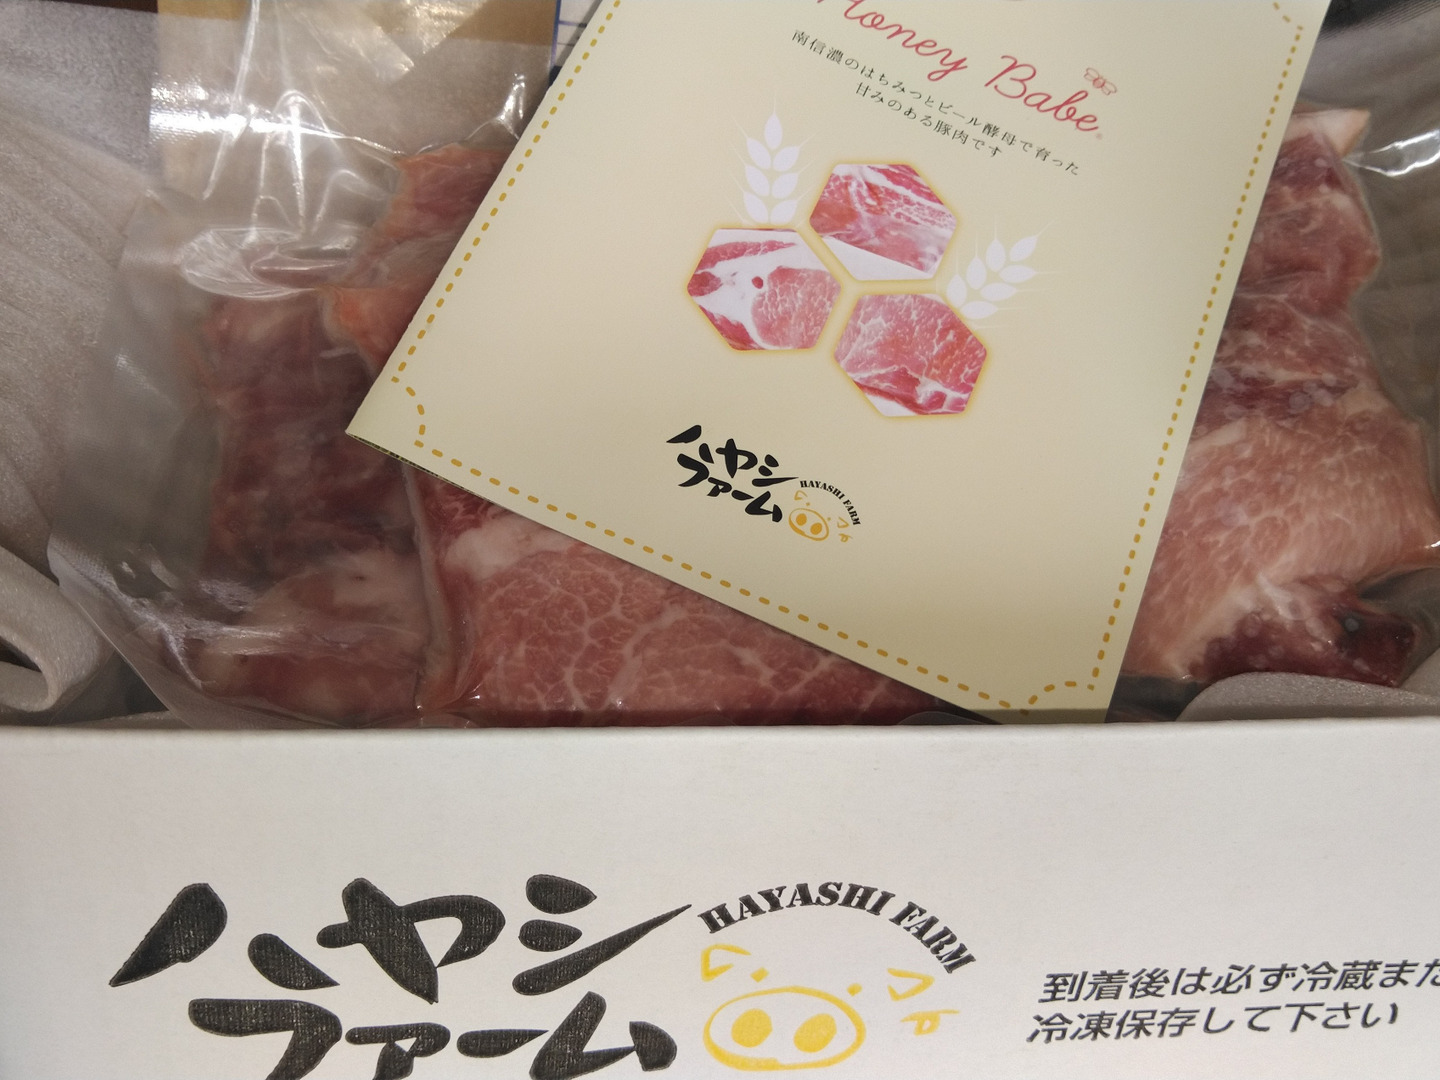 Honey Babe
南信濃のはちみつとビール酵母で育った
甘みのある豚肉です
ハヤシ
ファーム
HAYASHI FARM
ハヤシ
ファーム
HAYASHI FARM
到着後は必ず冷蔵また
冷凍保存して下さい